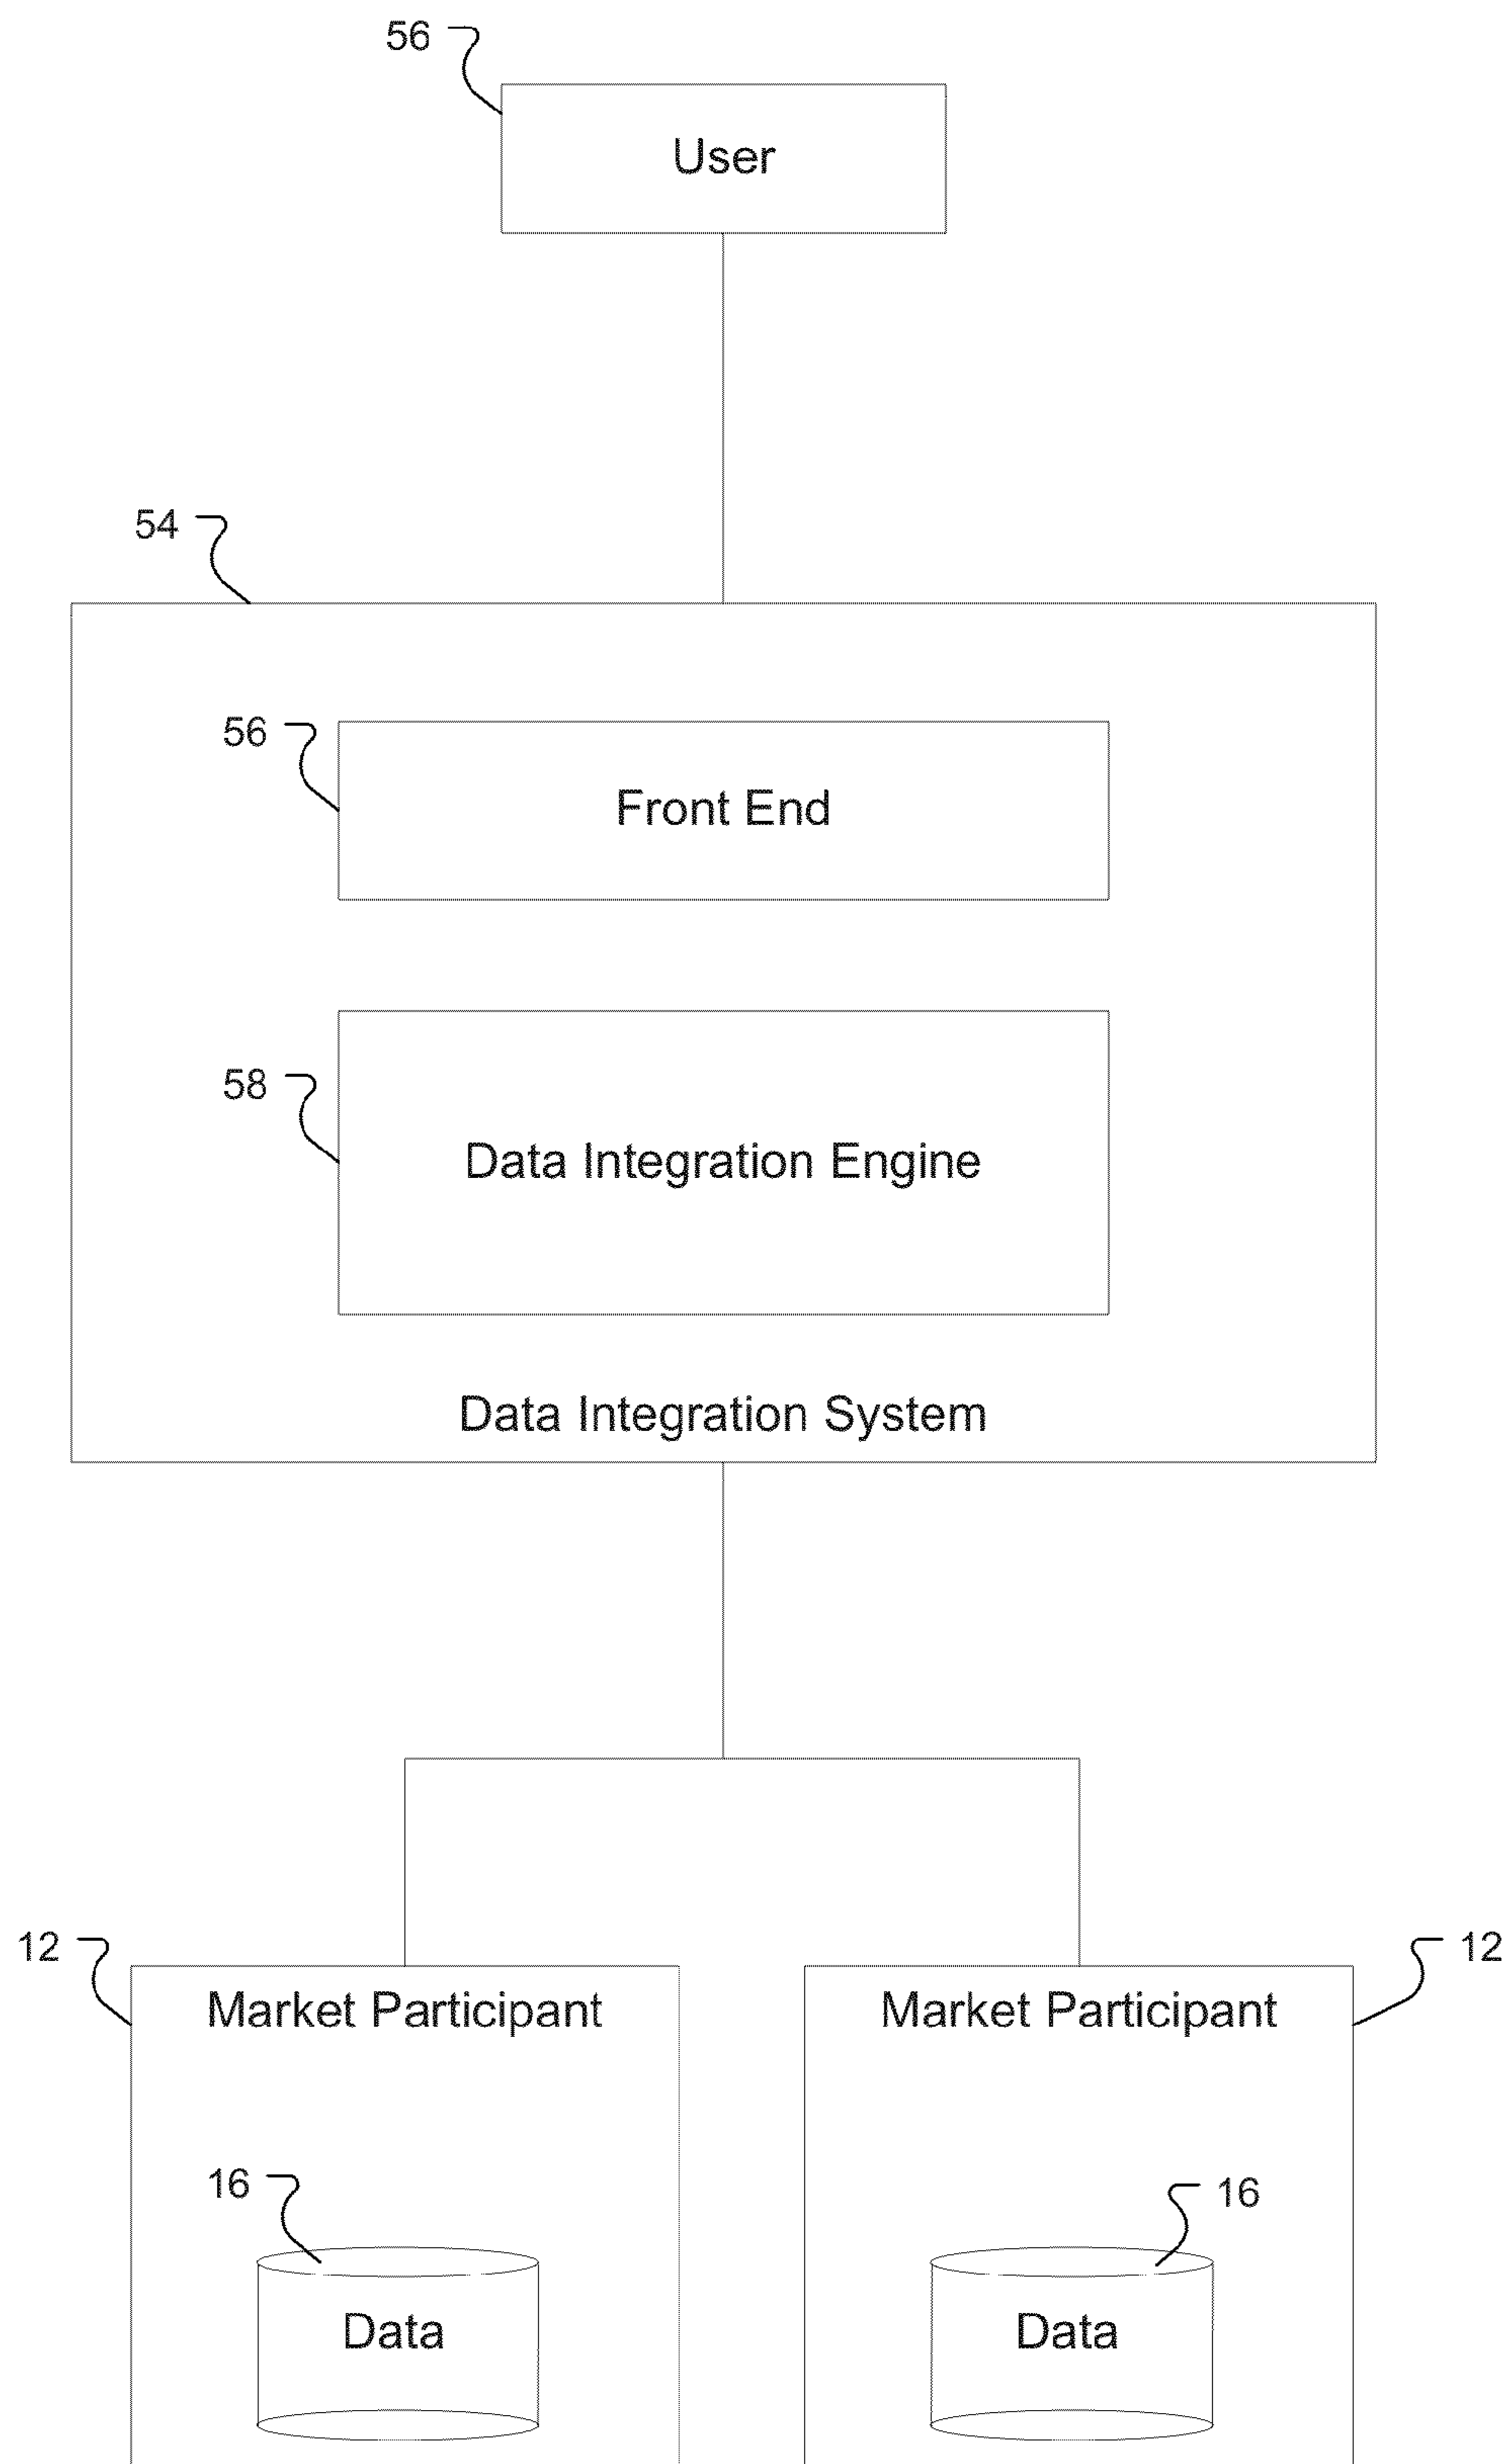 56
User
54
56
Front End
58
Data Integration Engine
Data Integration System
12
12
Market Participant
Market Participant
16
16
Data
Data